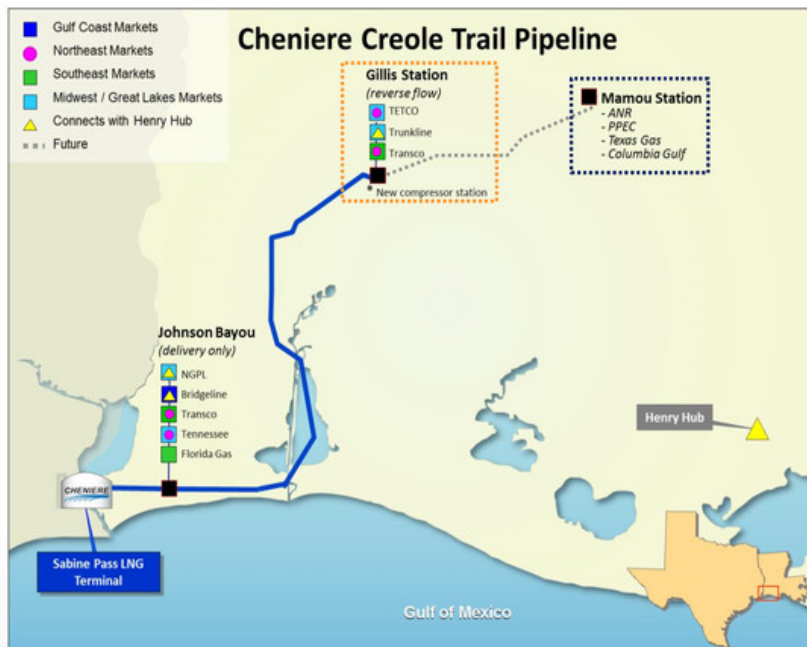 Gulf Coast Markets
Northeast Markets
Southeast Markets
Midwest / Great Lakes Markets
Connects with Henry Hub
Future
Cheniere Creole Trail Pipeline
Gillis Station
(reverse flow)
TETCO
Trunkline
Transco
* New compressor station
Mamou Station
- ANR
- PPEC
- Texas Gas
- Columbia Gulf
Johnson Bayou
(delivery only)
NGPL
Bridgeline
Transco
Tennessee
Florida Gas
Henry Hub
CHENIERE
Sabine Pass LNG
Terminal
Gulf of Mexico